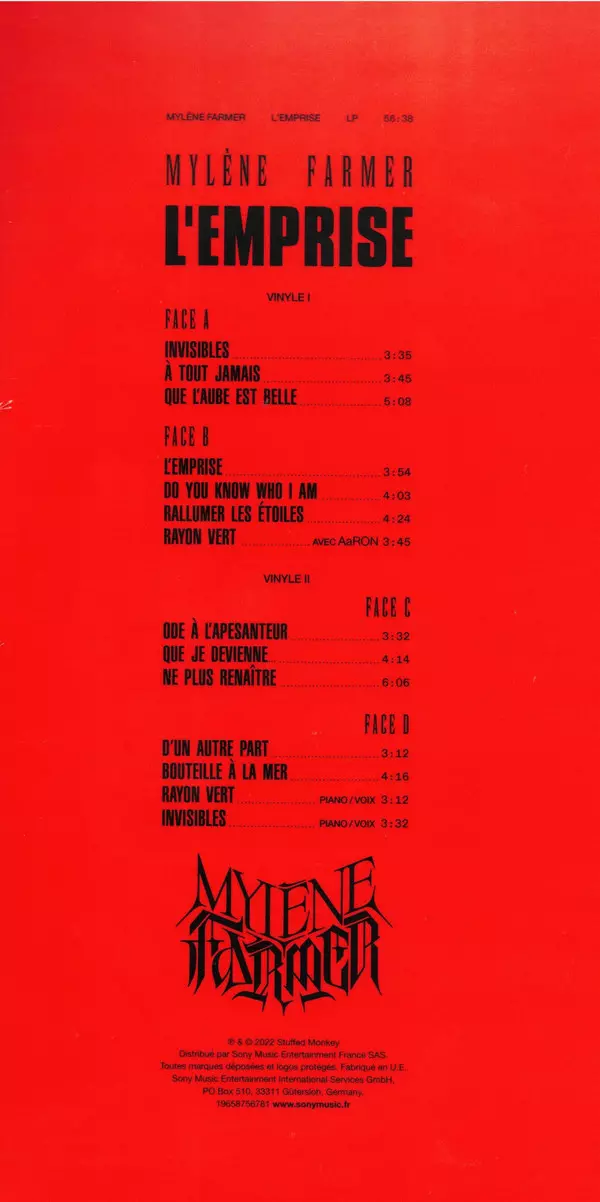 MYLÈNE FARMER L'EMPRISE LP 56:38
MYLÈNE FARMER
L'EMPRISE
VINYLE I
FACE A
INVISIBLES 3:35
À TOUT JAMAIS 3:45
QUE L'AUBE EST BELLE 5:08
FACE B
L'EMPRISE 3:54
DO YOU KNOW WHO I AM 4:03
RALLUMER LES ÉTOILES 4:24
RAYON VERT AVEC AaRON 3:45
VINYLE II
FACE C
ODE À L'APESANTEUR 3:32
QUE JE DEVIENNE 4:14
NE PLUS RENAÎTRE 6:06
FACE D
D'UN AUTRE PART 3:12
BOUTEILLE À LA MER 4:16
RAYON VERT PIANO/VOIX 3:12
INVISIBLES PIANO/VOIX 3:32
MYLÈNE
FARMER
℗ & © 2022 Stuffed Monkey
Distribué par Sony Music Entertainment France SAS.
Toutes marques déposées et logos protégés. Fabriqué en U.E.
Sony Music Entertainment International Services GmbH,
PO Box 510, 33311 Gütersloh, Germany.
19658756781 www.sonymusic.fr